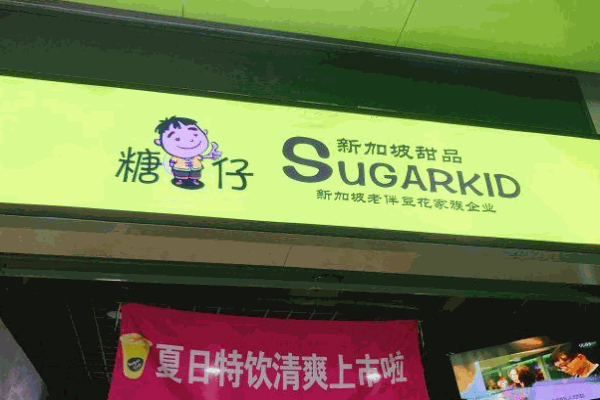 糖仔
新加坡甜品
SUGARKID
新加坡老伴豆花家族企业
夏日特饮清爽上市啦